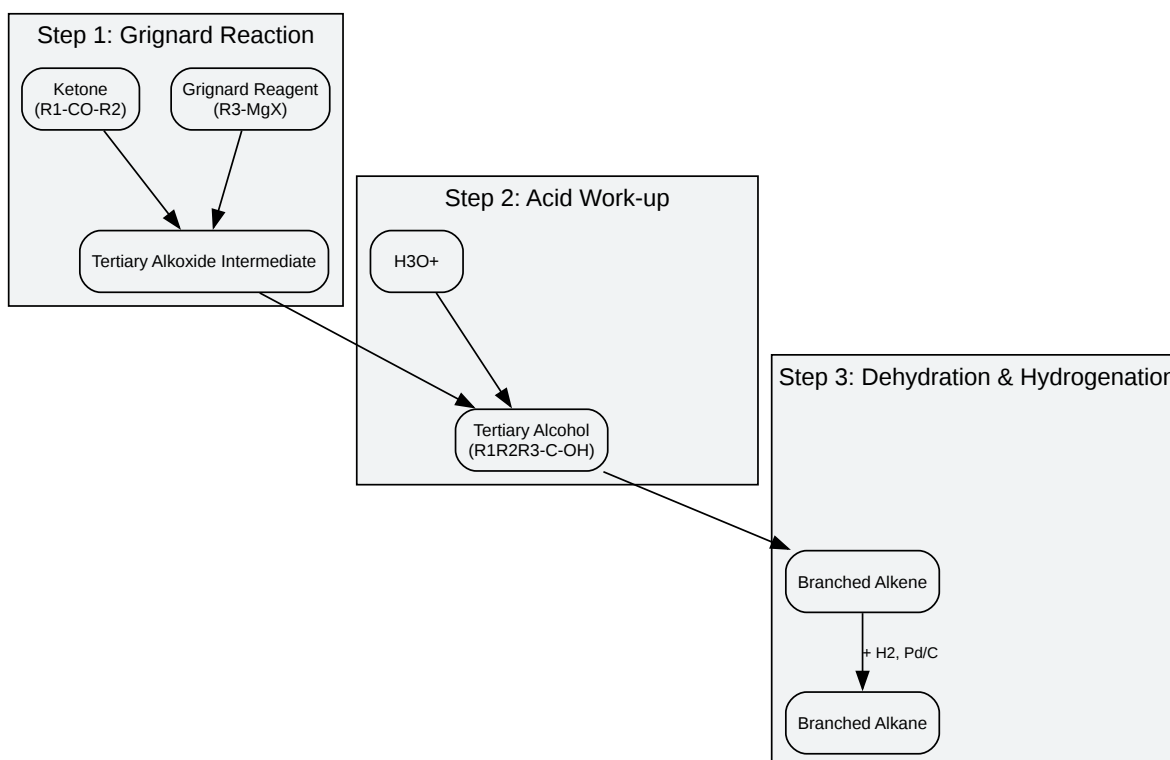 Step 1: Grignard Reaction
Ketone
(R1-CO-R2)
Grignard Reagent
(R3-MgX)
Tertiary Alkoxide Intermediate
Step 2: Acid Work-up
H3O+
Tertiary Alcohol
(R1R2R3-C-OH)
Step 3: Dehydration & Hydrogenation
Branched Alkene
+ H2, Pd/C
Branched Alkane